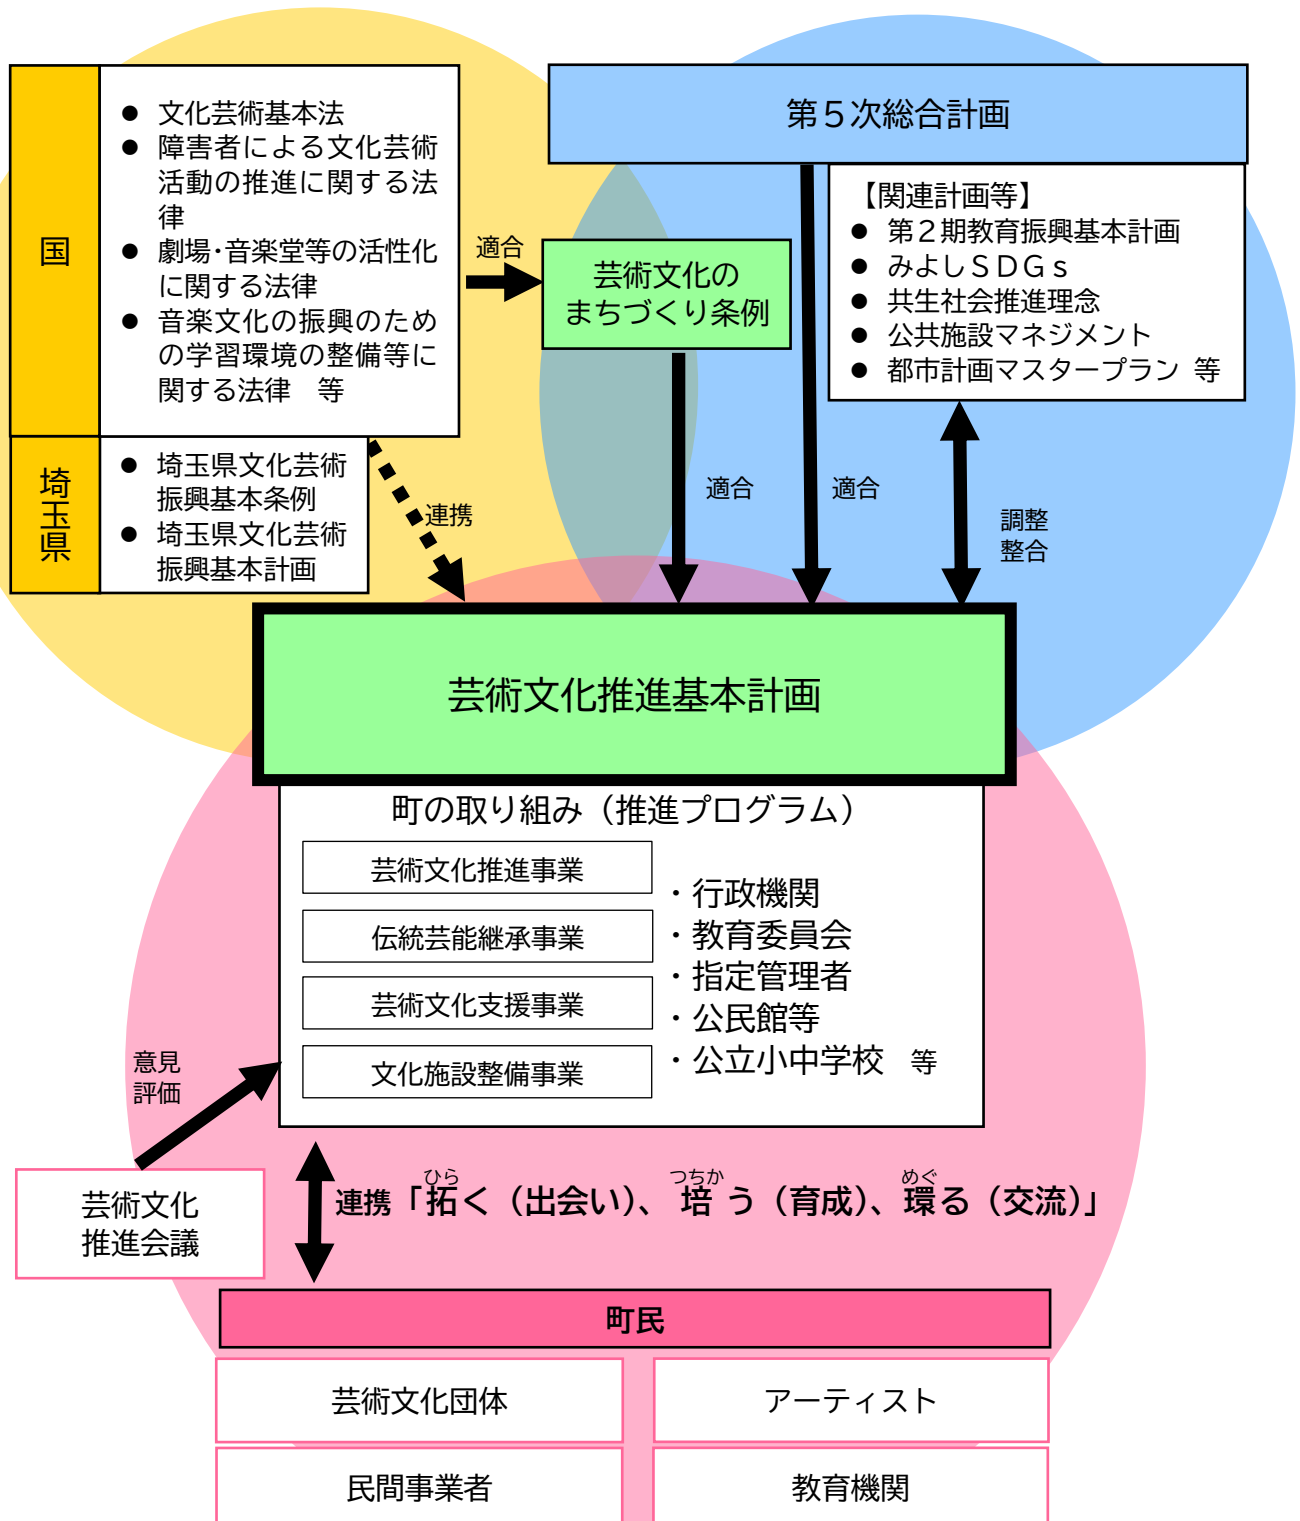 国
● 文化芸術基本法
● 障害者による文化芸術
活動の推進に関する法
律
● 劇場・音楽堂等の活性化
に関する法律
● 音楽文化の振興のため
の学習環境の整備等に
関する法律　等
埼玉県
● 埼玉県文化芸術
振興基本条例
● 埼玉県文化芸術
振興基本計画
第５次総合計画
【関連計画等】
● 第２期教育振興基本計画
● みよしＳＤＧｓ
● 共生社会推進理念
● 公共施設マネジメント
● 都市計画マスタープラン 等
適合
芸術文化の
まちづくり条例
連携
適合
適合
調整
整合
芸術文化推進基本計画
町の取り組み（推進プログラム）
芸術文化推進事業
伝統芸能継承事業
芸術文化支援事業
文化施設整備事業
・行政機関
・教育委員会
・指定管理者
・公民館等
・公立小中学校　等
意見
評価
芸術文化
推進会議
ひら　つちか　めぐ
連携「拓く（出会い）、培う（育成）、環る（交流）」
町民
芸術文化団体
アーティスト
民間事業者
教育機関